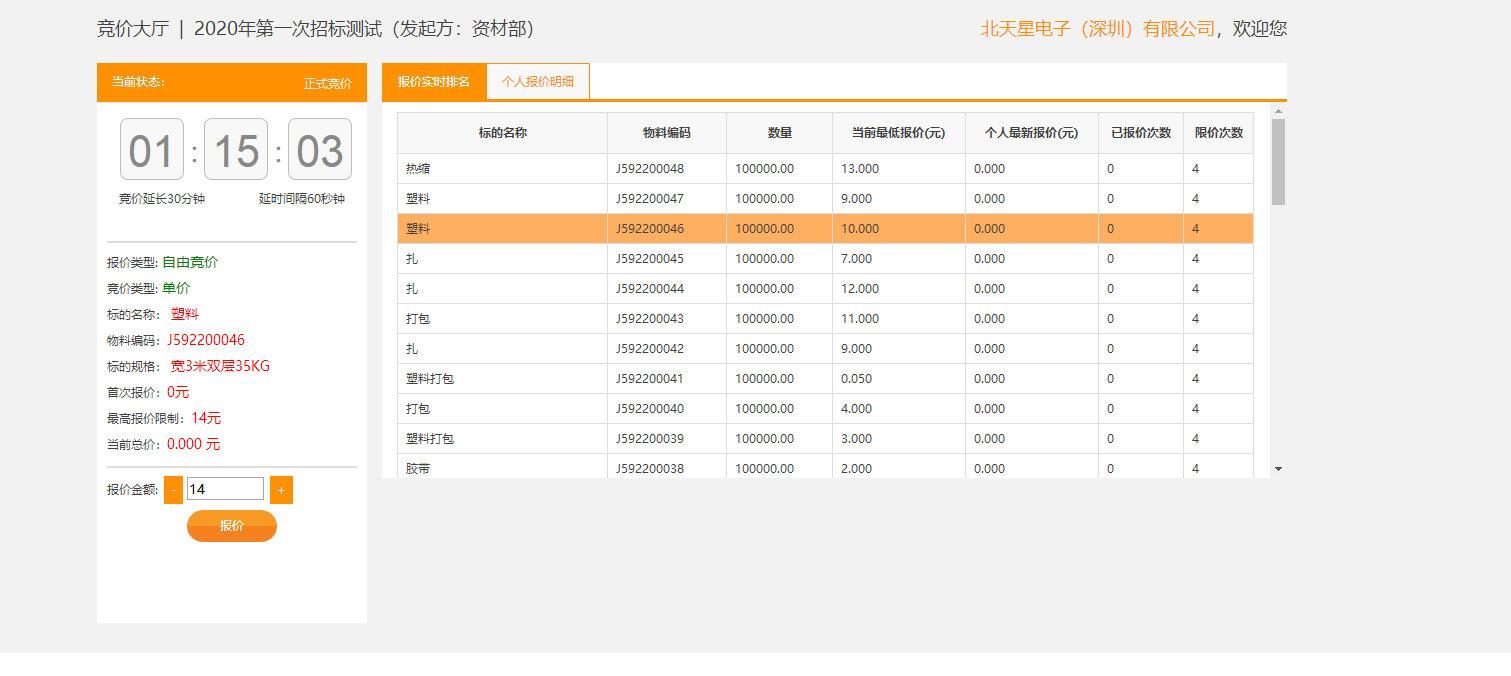 竞价大厅 | 2020年第一次招标测试（发起方：资材部）
北天星电子（深圳）有限公司，欢迎您
当前状态：
正式竞价
01 : 15 : 03
竞价延长30分钟
延时间隔60秒钟
报价类型: 自由竞价
竞价类型: 单价
标的名称： 塑料
物料编码：J592200046
标的规格： 宽3米双层35KG
首次报价：0元
最高报价限制：14元
当前总价：0.000 元
报价金额: - 14 +
报价
报价实时排名 个人报价明细
标的名称 物料编码 数量 当前最低报价(元) 个人最新报价(元) 已报价次数 限价次数
热缩 J592200048 100000.00 13.000 0.000 0 4
塑料 J592200047 100000.00 9.000 0.000 0 4
塑料 J592200046 100000.00 10.000 0.000 0 4
扎 J592200045 100000.00 7.000 0.000 0 4
扎 J592200044 100000.00 12.000 0.000 0 4
打包 J592200043 100000.00 11.000 0.000 0 4
扎 J592200042 100000.00 9.000 0.000 0 4
塑料打包 J592200041 100000.00 0.050 0.000 0 4
打包 J592200040 100000.00 4.000 0.000 0 4
塑料打包 J592200039 100000.00 3.000 0.000 0 4
胶带 J592200038 100000.00 2.000 0.000 0 4